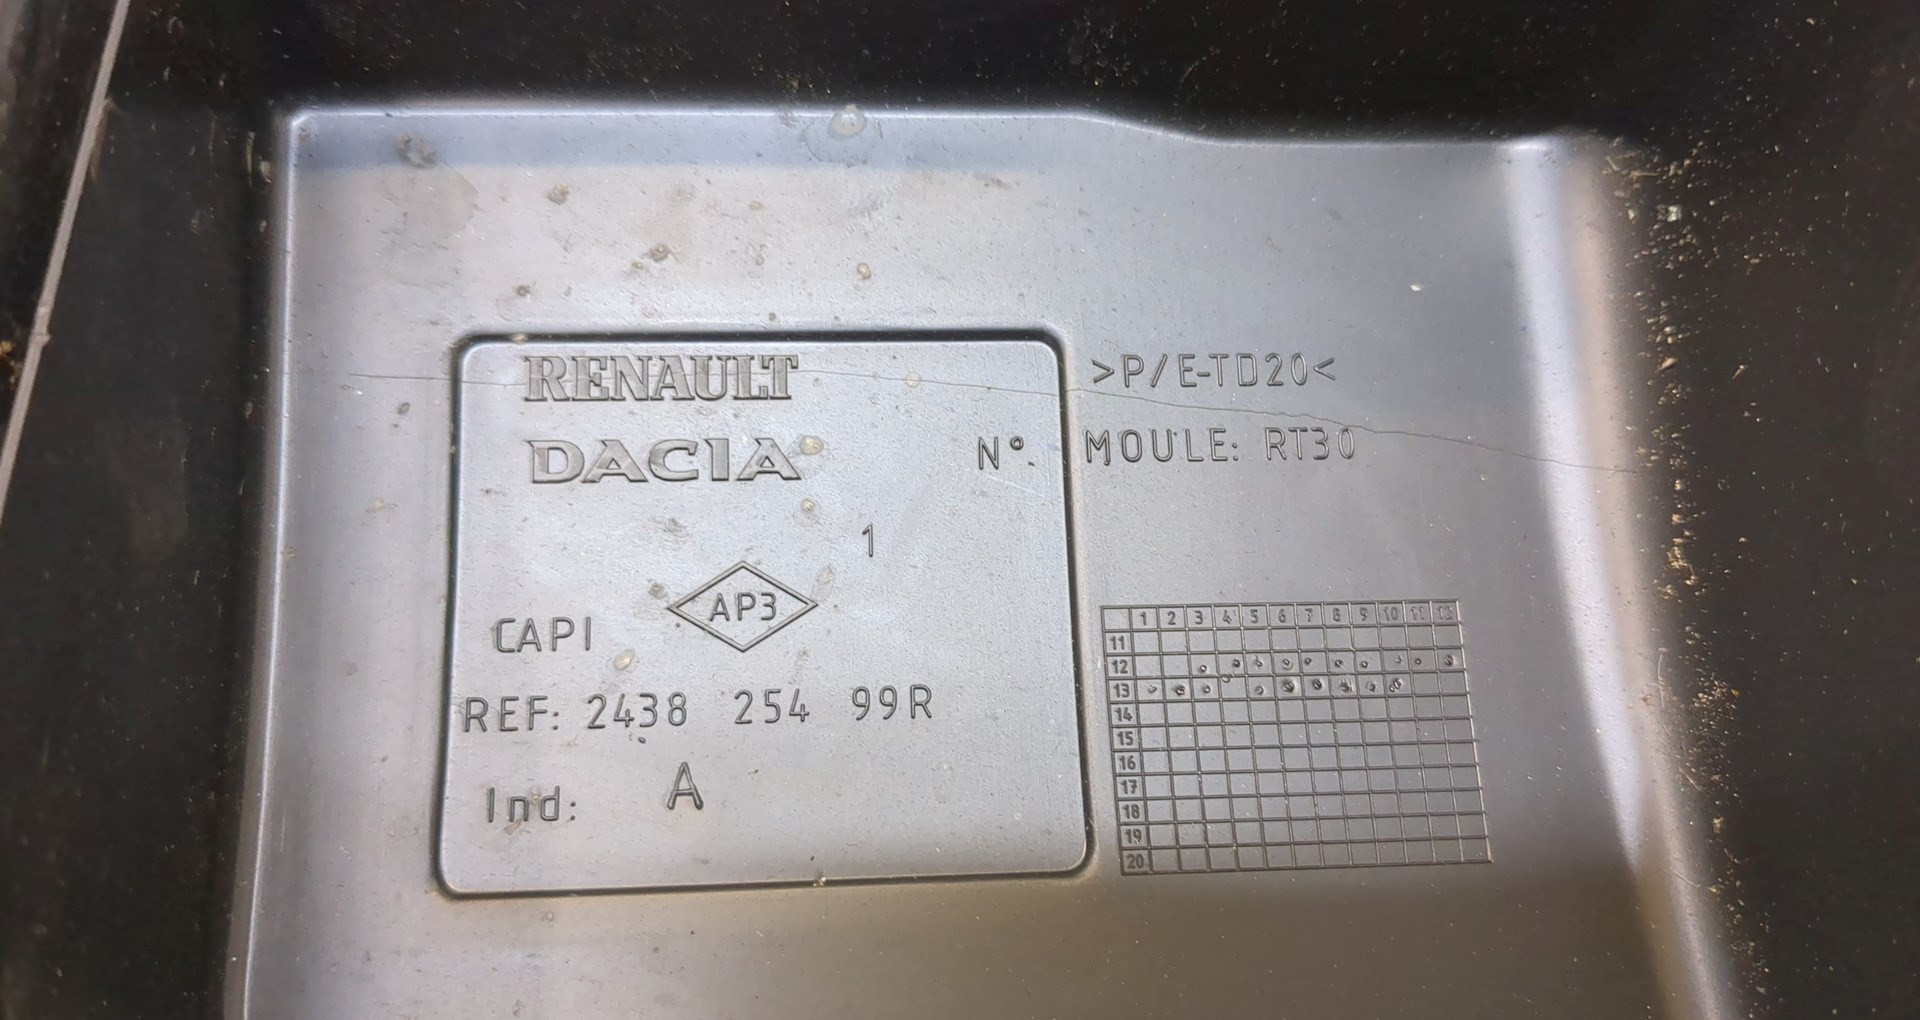 RENAULT
>P/E-TD20<
DACIA
N°. MOULE: RT30
1
AP3
CAPI
REF: 2438 254 99R
Ind: A
1 2 3 4 5 6 7 8 9 10 11 12
11
12
13
14
15
16
17
18
19
20